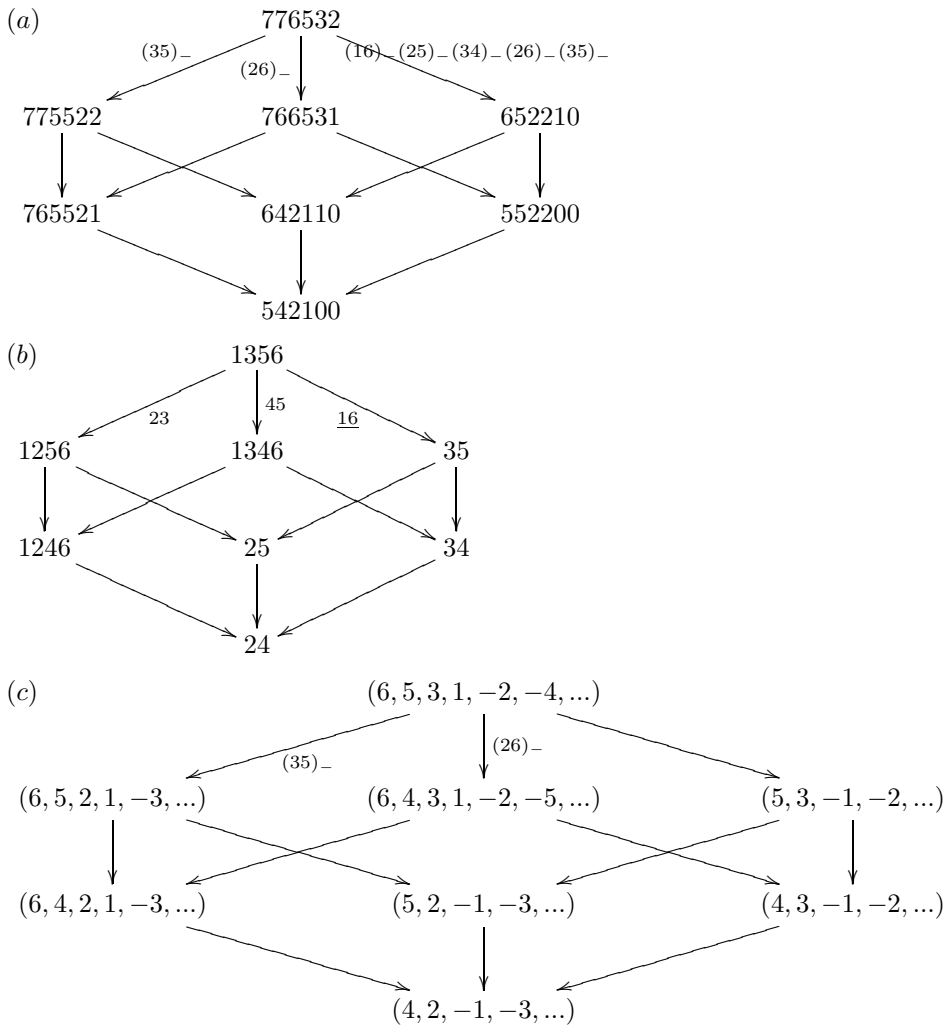 (a) 776532
(35)_− (26)_− (16)_−(25)_−(34)_−(26)_−(35)_−
775522 766531 652210
765521 642110 552200
542100
(b) 1356
23 45 16
1256 1346 35
1246 25 34
24
(c) (6, 5, 3, 1, −2, −4, ...)
(35)_− (26)_−
(6, 5, 2, 1, −3, ...) (6, 4, 3, 1, −2, −5, ...) (5, 3, −1, −2, ...)
(6, 4, 2, 1, −3, ...) (5, 2, −1, −3, ...) (4, 3, −1, −2, ...)
(4, 2, −1, −3, ...)